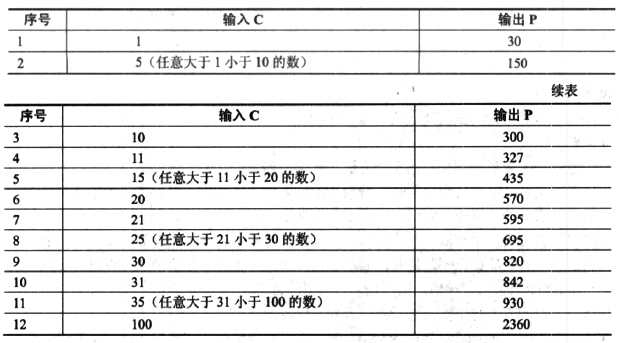 序号 输入 C 输出 P
1 1 30
2 5（任意大于 1 小于 10 的数） 150
续表
序号 输入 C 输出 P
3 10 300
4 11 327
5 15（任意大于 11 小于 20 的数） 435
6 20 570
7 21 595
8 25（任意大于 21 小于 30 的数） 695
9 30 820
10 31 842
11 35（任意大于 31 小于 100 的数） 930
12 100 2360